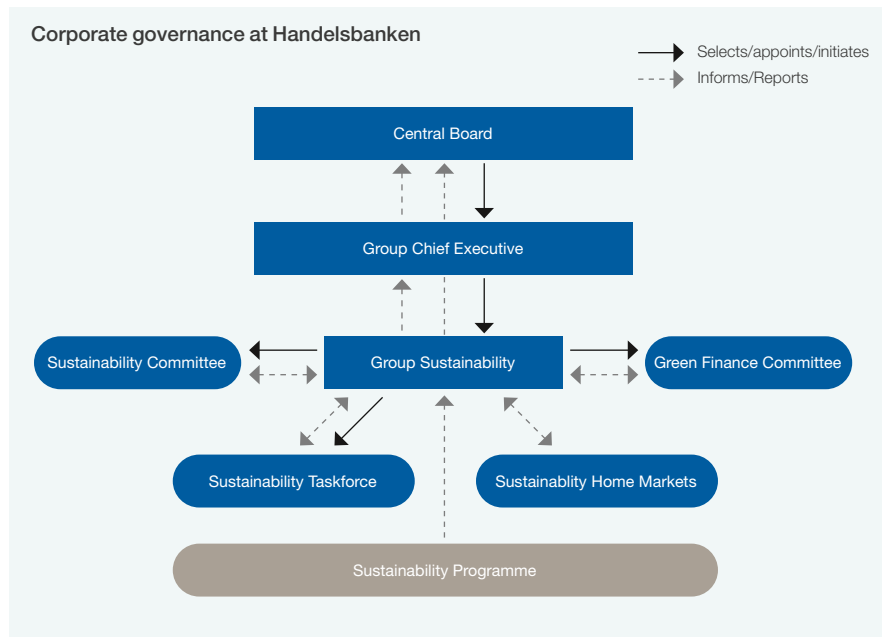 Corporate governance at Handelsbanken
Selects/appoints/initiates
Informs/Reports
Central Board
Group Chief Executive
Sustainability Committee
Group Sustainability
Green Finance Committee
Sustainability Taskforce
Sustainablity Home Markets
Sustainability Programme